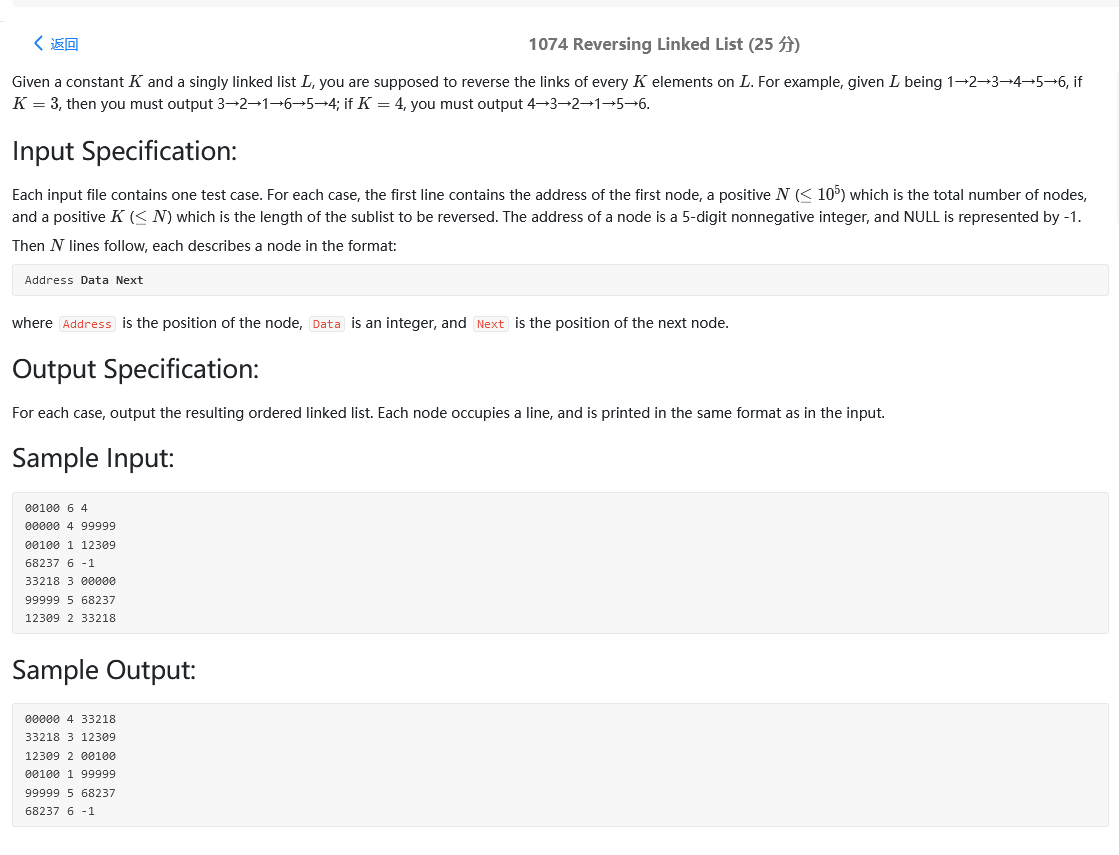 返回
1074 Reversing Linked List (25 分)
Given a constant K and a singly linked list L, you are supposed to reverse the links of every K elements on L. For example, given L being 1→2→3→4→5→6, if
K = 3, then you must output 3→2→1→6→5→4; if K = 4, you must output 4→3→2→1→5→6.
Input Specification:
Each input file contains one test case. For each case, the first line contains the address of the first node, a positive N (≤ 10⁵) which is the total number of nodes,
and a positive K (≤ N) which is the length of the sublist to be reversed. The address of a node is a 5-digit nonnegative integer, and NULL is represented by -1.
Then N lines follow, each describes a node in the format:
Address Data Next
where Address is the position of the node, Data is an integer, and Next is the position of the next node.
Output Specification:
For each case, output the resulting ordered linked list. Each node occupies a line, and is printed in the same format as in the input.
Sample Input:
00100 6 4
00000 4 99999
00100 1 12309
68237 6 -1
33218 3 00000
99999 5 68237
12309 2 33218
Sample Output:
00000 4 33218
33218 3 12309
12309 2 00100
00100 1 99999
99999 5 68237
68237 6 -1